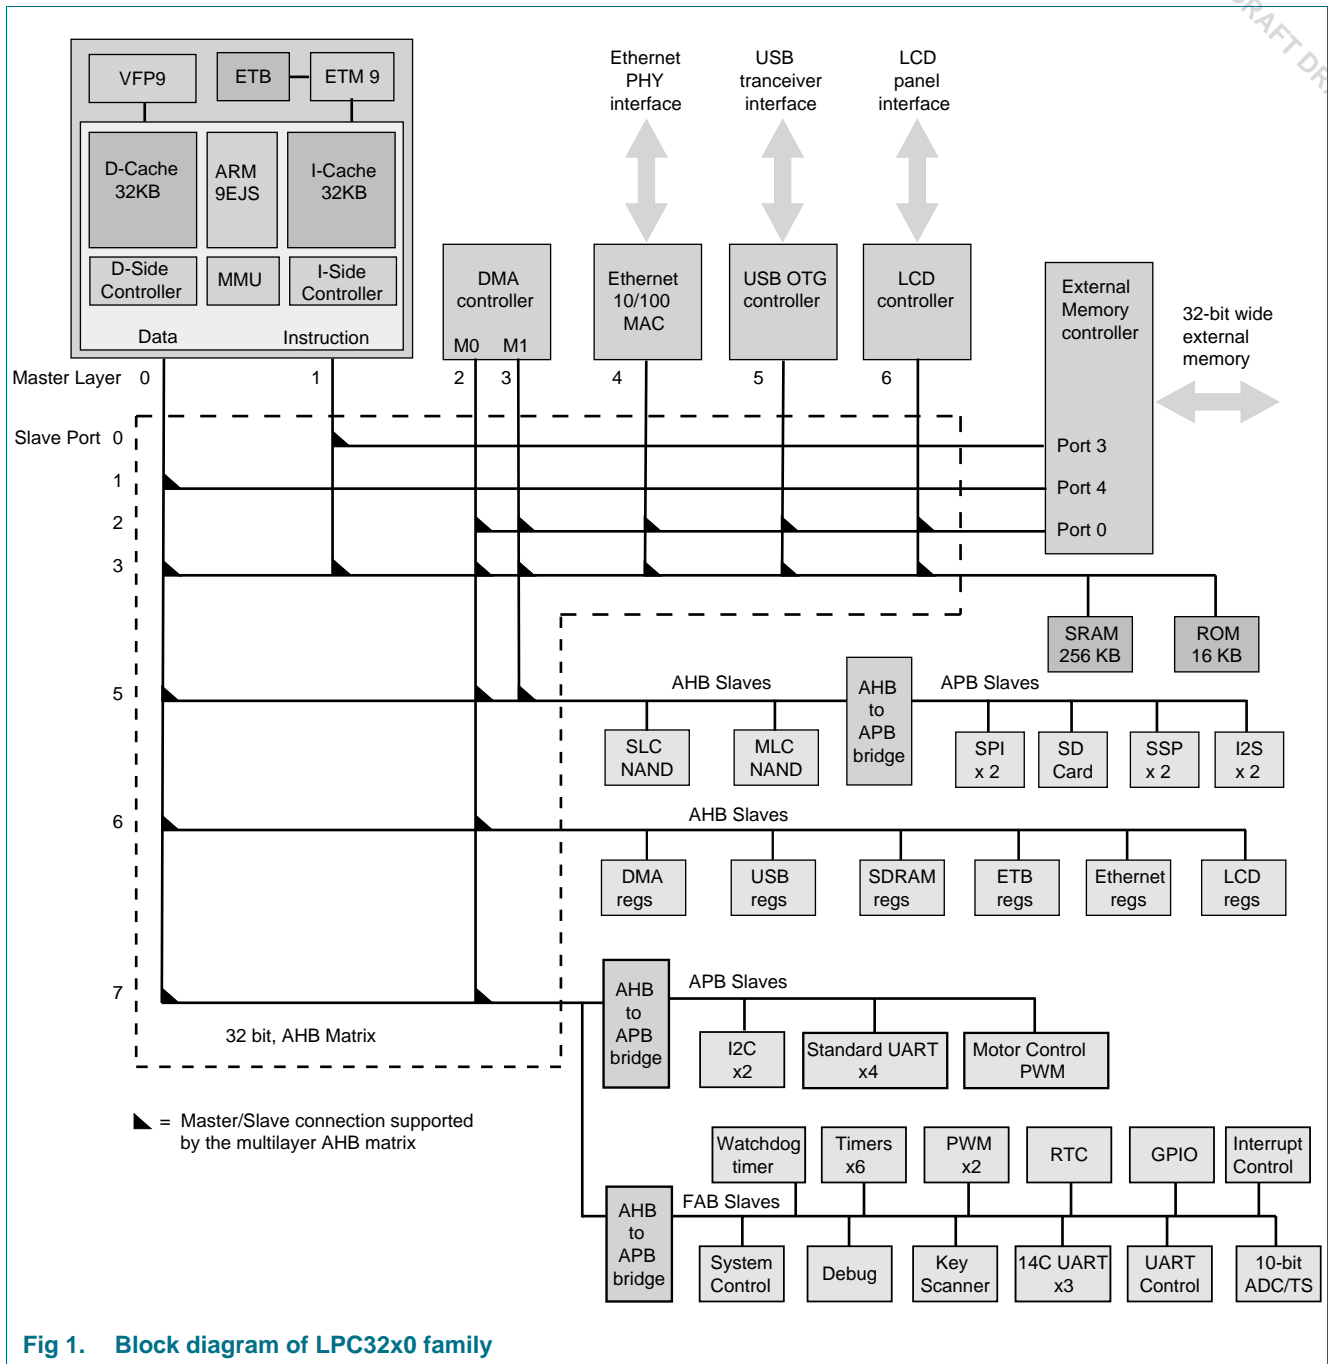 DRAFT DRA
VFP9
ETB
ETM 9
D-Cache
32KB
ARM
9EJS
I-Cache
32KB
D-Side
Controller
MMU
I-Side
Controller
Data
Instruction
Ethernet
PHY
interface
USB
tranceiver
interface
LCD
panel
interface
DMA
controller
M0 M1
Ethernet
10/100
MAC
USB OTG
controller
LCD
controller
External
Memory
controller
32-bit wide
external
memory
Master Layer 0 1 2 3 4 5 6
Slave Port 0
Port 3
1
Port 4
2
Port 0
3
SRAM
256 KB
ROM
16 KB
5
AHB Slaves
AHB
to
APB
bridge
APB Slaves
SLC
NAND
MLC
NAND
SPI
x 2
SD
Card
SSP
x 2
I2S
x 2
6
AHB Slaves
DMA
regs
USB
regs
SDRAM
regs
ETB
regs
Ethernet
regs
LCD
regs
7
AHB
to
APB
bridge
APB Slaves
I2C
x2
Standard UART
x4
Motor Control
PWM
32 bit, AHB Matrix
= Master/Slave connection supported
by the multilayer AHB matrix
Watchdog
timer
Timers
x6
PWM
x2
RTC
GPIO
Interrupt
Control
AHB
to
APB
bridge
FAB Slaves
System
Control
Debug
Key
Scanner
14C UART
x3
UART
Control
10-bit
ADC/TS
Fig 1. Block diagram of LPC32x0 family